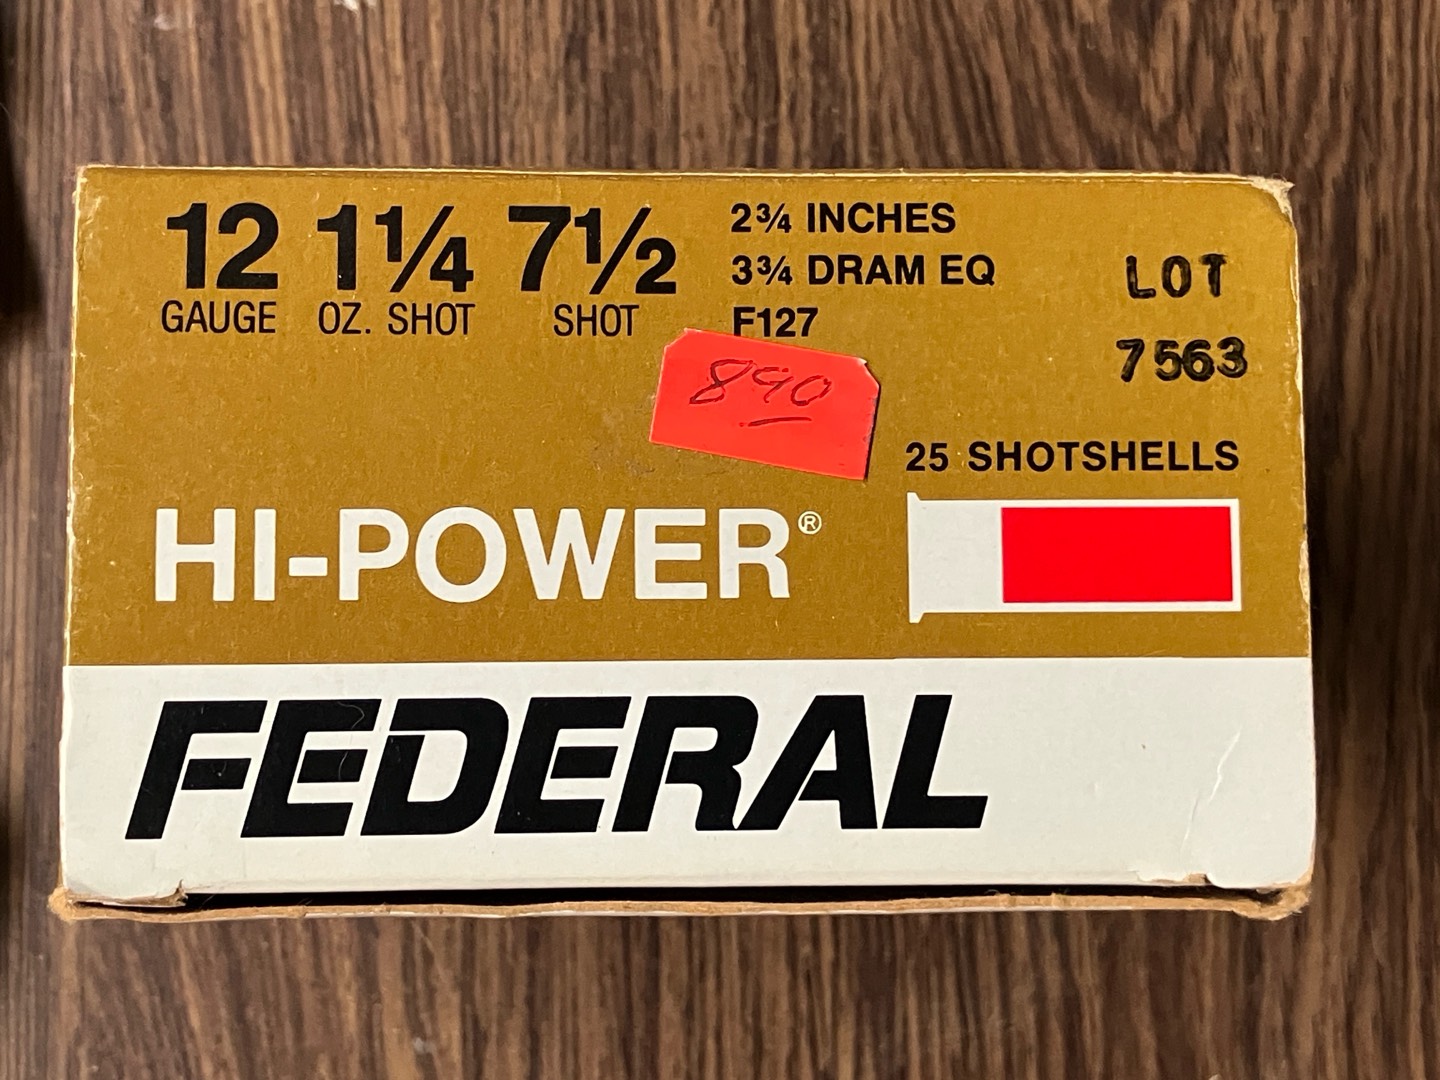 12 1¼ 7½
GAUGE OZ. SHOT SHOT
2¾ INCHES
3¾ DRAM EQ
F127
LOT
7563
890
25 SHOTSHELLS
HI-POWER®
FEDERAL